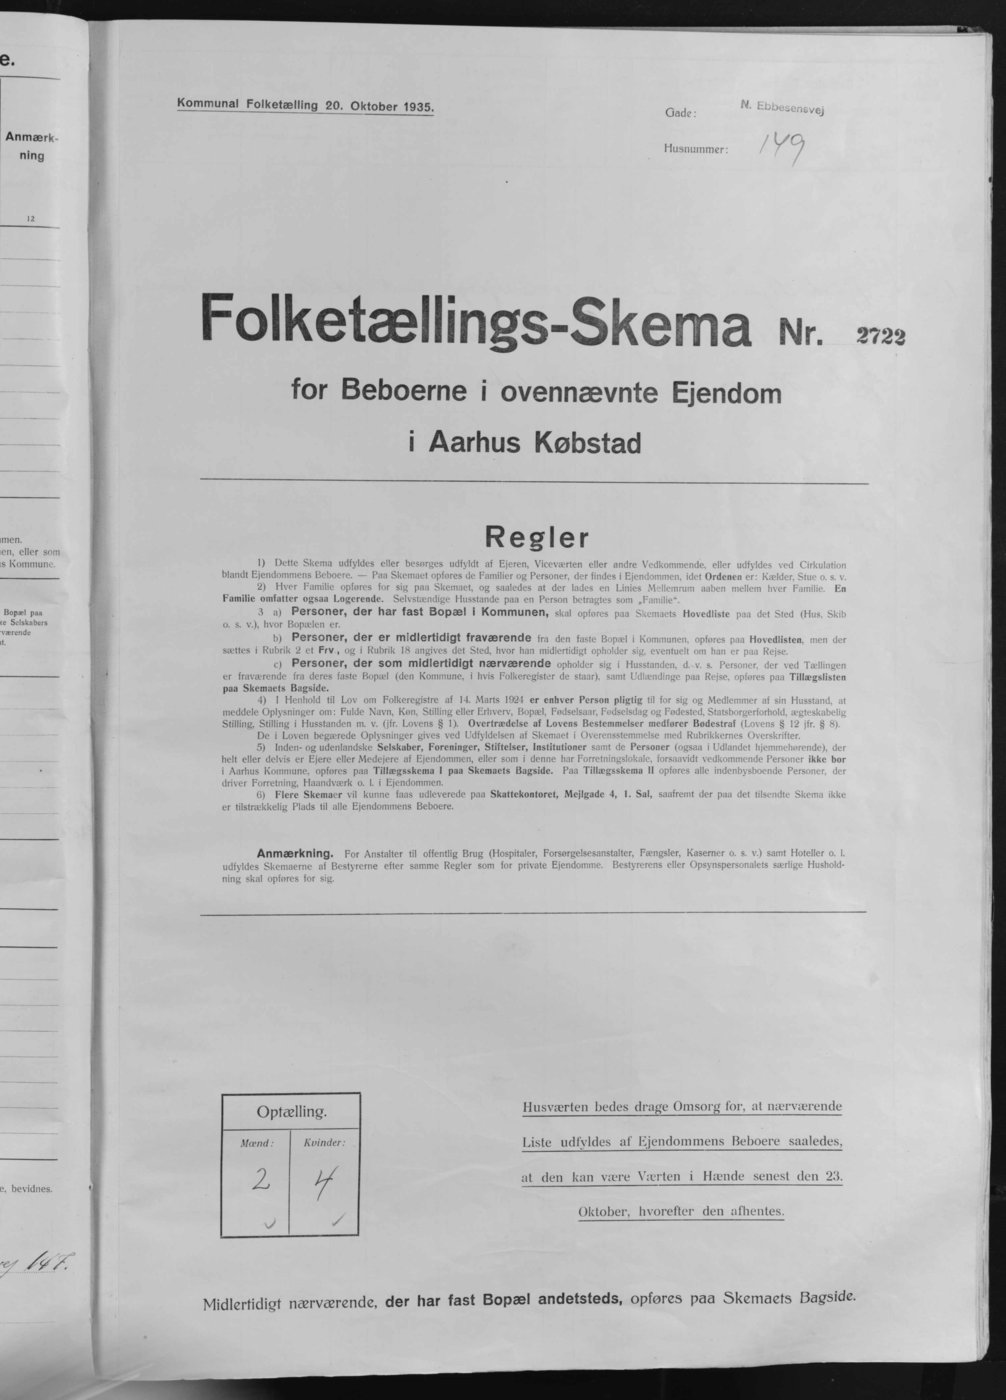 e.
Anmærk-
ning
12
men.
en, eller som
s Kommune.
Bopæl paa
ke Selskabers
rværende
t.
e, bevidnes.
ej 147.
Kommunal Folketælling 20. Oktober 1935.
Gade: N. Ebbesensvej
Husnummer: 149
Folketællings-Skema Nr. 2722
for Beboerne i ovennævnte Ejendom
i Aarhus Købstad
Regler
1) Dette Skema udfyldes eller besørges udfyldt af Ejeren, Viceværten eller andre Vedkommende, eller udfyldes ved Cirkulation
blandt Ejendommens Beboere. — Paa Skemaet opføres de Familier og Personer, der findes i Ejendommen, idet Ordenen er: Kælder, Stue o. s. v.
2) Hver Familie opføres for sig paa Skemaet, og saaledes at der lades en Linies Mellemrum aaben mellem hver Familie. En
Familie omfatter ogsaa Logerende. Selvstændige Husstande paa en Person betragtes som „Familie".
3 a) Personer, der har fast Bopæl i Kommunen, skal opføres paa Skemaets Hovedliste paa det Sted (Hus, Skib
o. s. v.), hvor Bopælen er.
b) Personer, der er midlertidigt fraværende fra den faste Bopæl i Kommunen, opføres paa Hovedlisten, men der
sættes i Rubrik 2 et Frv., og i Rubrik 18 angives det Sted, hvor han midlertidigt opholder sig, eventuelt om han er paa Rejse.
c) Personer, der som midlertidigt nærværende opholder sig i Husstanden, d. v. s. Personer, der ved Tællingen
er fraværende fra deres faste Bopæl (den Kommune, i hvis Folkeregister de staar), samt Udlændinge paa Rejse, opføres paa Tillægslisten
paa Skemaets Bagside.
4) I Henhold til Lov om Folkeregistre af 14. Marts 1924 er enhver Person pligtig til for sig og Medlemmer af sin Husstand, at
meddele Oplysninger om: Fulde Navn, Køn, Stilling eller Erhverv, Bopæl, Fødselsaar, Fødselsdag og Fødested, Statsborgerforhold, ægteskabelig
Stilling, Stilling i Husstanden m. v. (jfr. Lovens § 1). Overtrædelse af Lovens Bestemmelser medfører Bødestraf (Lovens § 12 jfr. § 8).
De i Loven begærede Oplysninger gives ved Udfyldelsen af Skemaet i Overensstemmelse med Rubrikkernes Overskrifter.
5) Inden- og udenlandske Selskaber, Foreninger, Stiftelser, Institutioner samt de Personer (ogsaa i Udlandet hjemmehørende), der
helt eller delvis er Ejere eller Medejere af Ejendommen, eller som i denne har Forretningslokale, forsaavidt vedkommende Personer ikke bor
i Aarhus Kommune, opføres paa Tillægsskema I paa Skemaets Bagside. Paa Tillægsskema II opføres alle indenbysboende Personer, der
driver Forretning, Haandværk o. l. i Ejendommen.
6) Flere Skemaer vil kunne faas udleverede paa Skattekontoret, Mejlgade 4, 1. Sal, saafremt der paa det tilsendte Skema ikke
er tilstrækkelig Plads til alle Ejendommens Beboere.
Anmærkning. For Anstalter til offentlig Brug (Hospitaler, Forsørgelsesanstalter, Fængsler, Kaserner o. s. v.) samt Hoteller o. l.
udfyldes Skemaerne af Bestyrerne efter samme Regler som for private Ejendomme. Bestyrerens eller Opsynspersonalets særlige Hushold-
ning skal opføres for sig.
Optælling.
Mænd: Kvinder:
2 4
Husværten bedes drage Omsorg for, at nærværende
Liste udfyldes af Ejendommens Beboere saaledes,
at den kan være Værten i Hænde senest den 23.
Oktober, hvorefter den afhentes.
Midlertidigt nærværende, der har fast Bopæl andetsteds, opføres paa Skemaets Bagside.